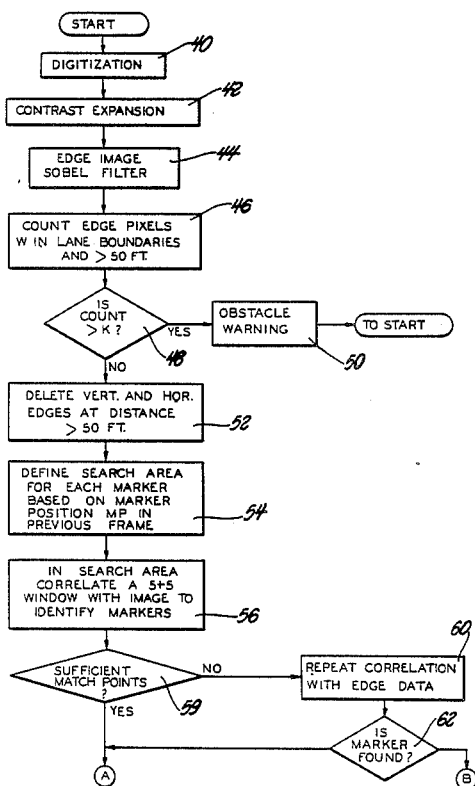 START
40
DIGITIZATION
42
CONTRAST EXPANSION
44
EDGE IMAGE
SOBEL FILTER
46
COUNT EDGE PIXELS
W IN LANE BOUNDARIES
AND > 50 FT.
IS
COUNT
> K ?
48
YES
OBSTACLE
WARNING
50
TO START
NO
DELETE VERT. AND HOR.
EDGES AT DISTANCE
> 50 FT.
52
DEFINE SEARCH AREA
FOR EACH MARKER
BASED ON MARKER
POSITION MP IN
PREVIOUS FRAME
54
IN SEARCH AREA
CORRELATE A 5+5
WINDOW WITH IMAGE TO
IDENTIFY MARKERS
56
SUFFICIENT
MATCH POINTS
?
59
NO
60
REPEAT CORRELATION
WITH EDGE DATA
YES
IS
MARKER
FOUND?
62
A
B